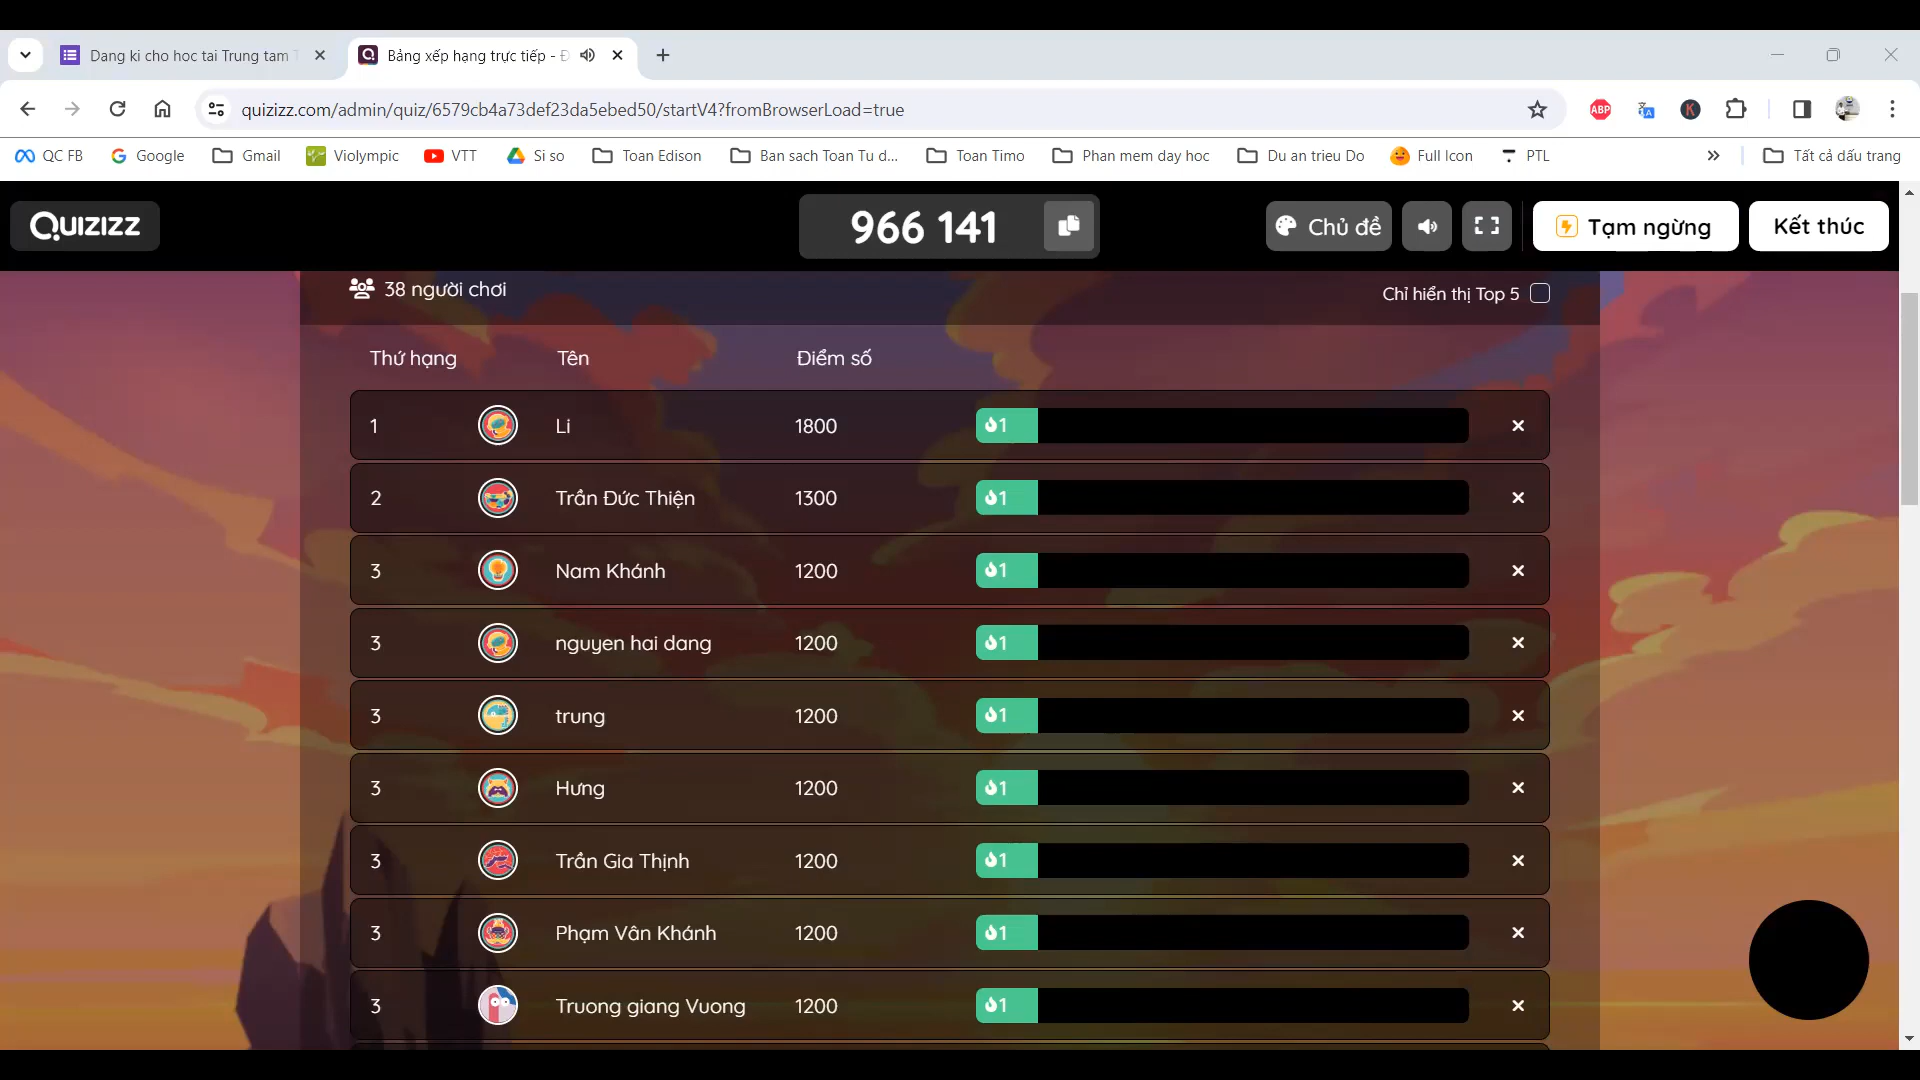 Dang ki cho hoc tai Trung tam T
Bảng xếp hạng trực tiếp - Đ
quizizz.com/admin/quiz/6579cb4a73def23da5ebed50/startV4?fromBrowserLoad=true
ABP
K
QC FB
Google
Gmail
Violympic
VTT
Si so
Toan Edison
Ban sach Toan Tu d...
Toan Timo
Phan mem day hoc
Du an trieu Do
Full Icon
PTL
Tất cả dấu trang
Quizizz
966 141
Chủ đề
Tạm ngừng
Kết thúc
38 người chơi
Chỉ hiển thị Top 5
Thứ hạng Tên Điểm số
1 Li 1800 1
2 Trần Đức Thiện 1300 1
3 Nam Khánh 1200 1
3 nguyen hai dang 1200 1
3 trung 1200 1
3 Hưng 1200 1
3 Trần Gia Thịnh 1200 1
3 Phạm Vân Khánh 1200 1
3 Truong giang Vuong 1200 1